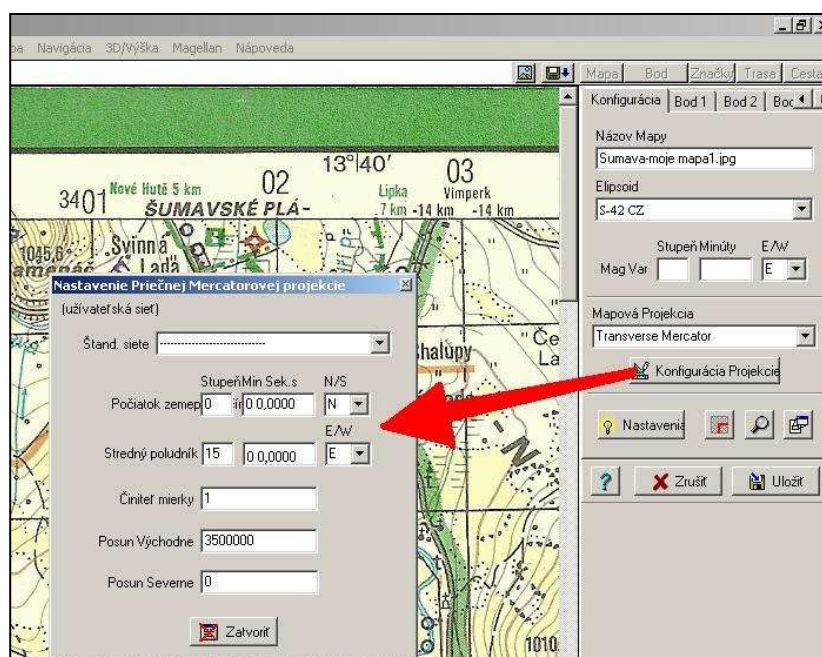 Navigácia 3D/Výška Magellan Nápoveda
Mapa Bod Značky Trasa Cesta
Konfigurácia Bod 1 Bod 2
Názov Mapy
Sumava-moje mapa1.jpg
Elipsoid
S-42 CZ
Stupeň Minúty E/W
Mag Var E
Mapová Projekcia
Transverse Mercator
Konfigurácia Projekcie
Nastavenia
? Zrušiť Uložiť
13°40'
3401 Nové Hutě 5 km 02 Lipka 03 Vimperk
ŠUMAVSKÉ PLÁ- 7 km -14 km -14 km
1045,6 Svinná
Lada
Nastavenie Priečnej Mercatorovej projekcie
(užívateľská sieť)
Štand. siete ----------------------------
Stupeň Min Sek.s N/S
Počiatok zemep 0 0 0,0000 N
E/W
Stredný poludník 15 0 0,0000 E
Činiteľ mierky 1
Posun Východne 3500000
Posun Severne 0
Zatvoriť
halupy
La
- N
1010